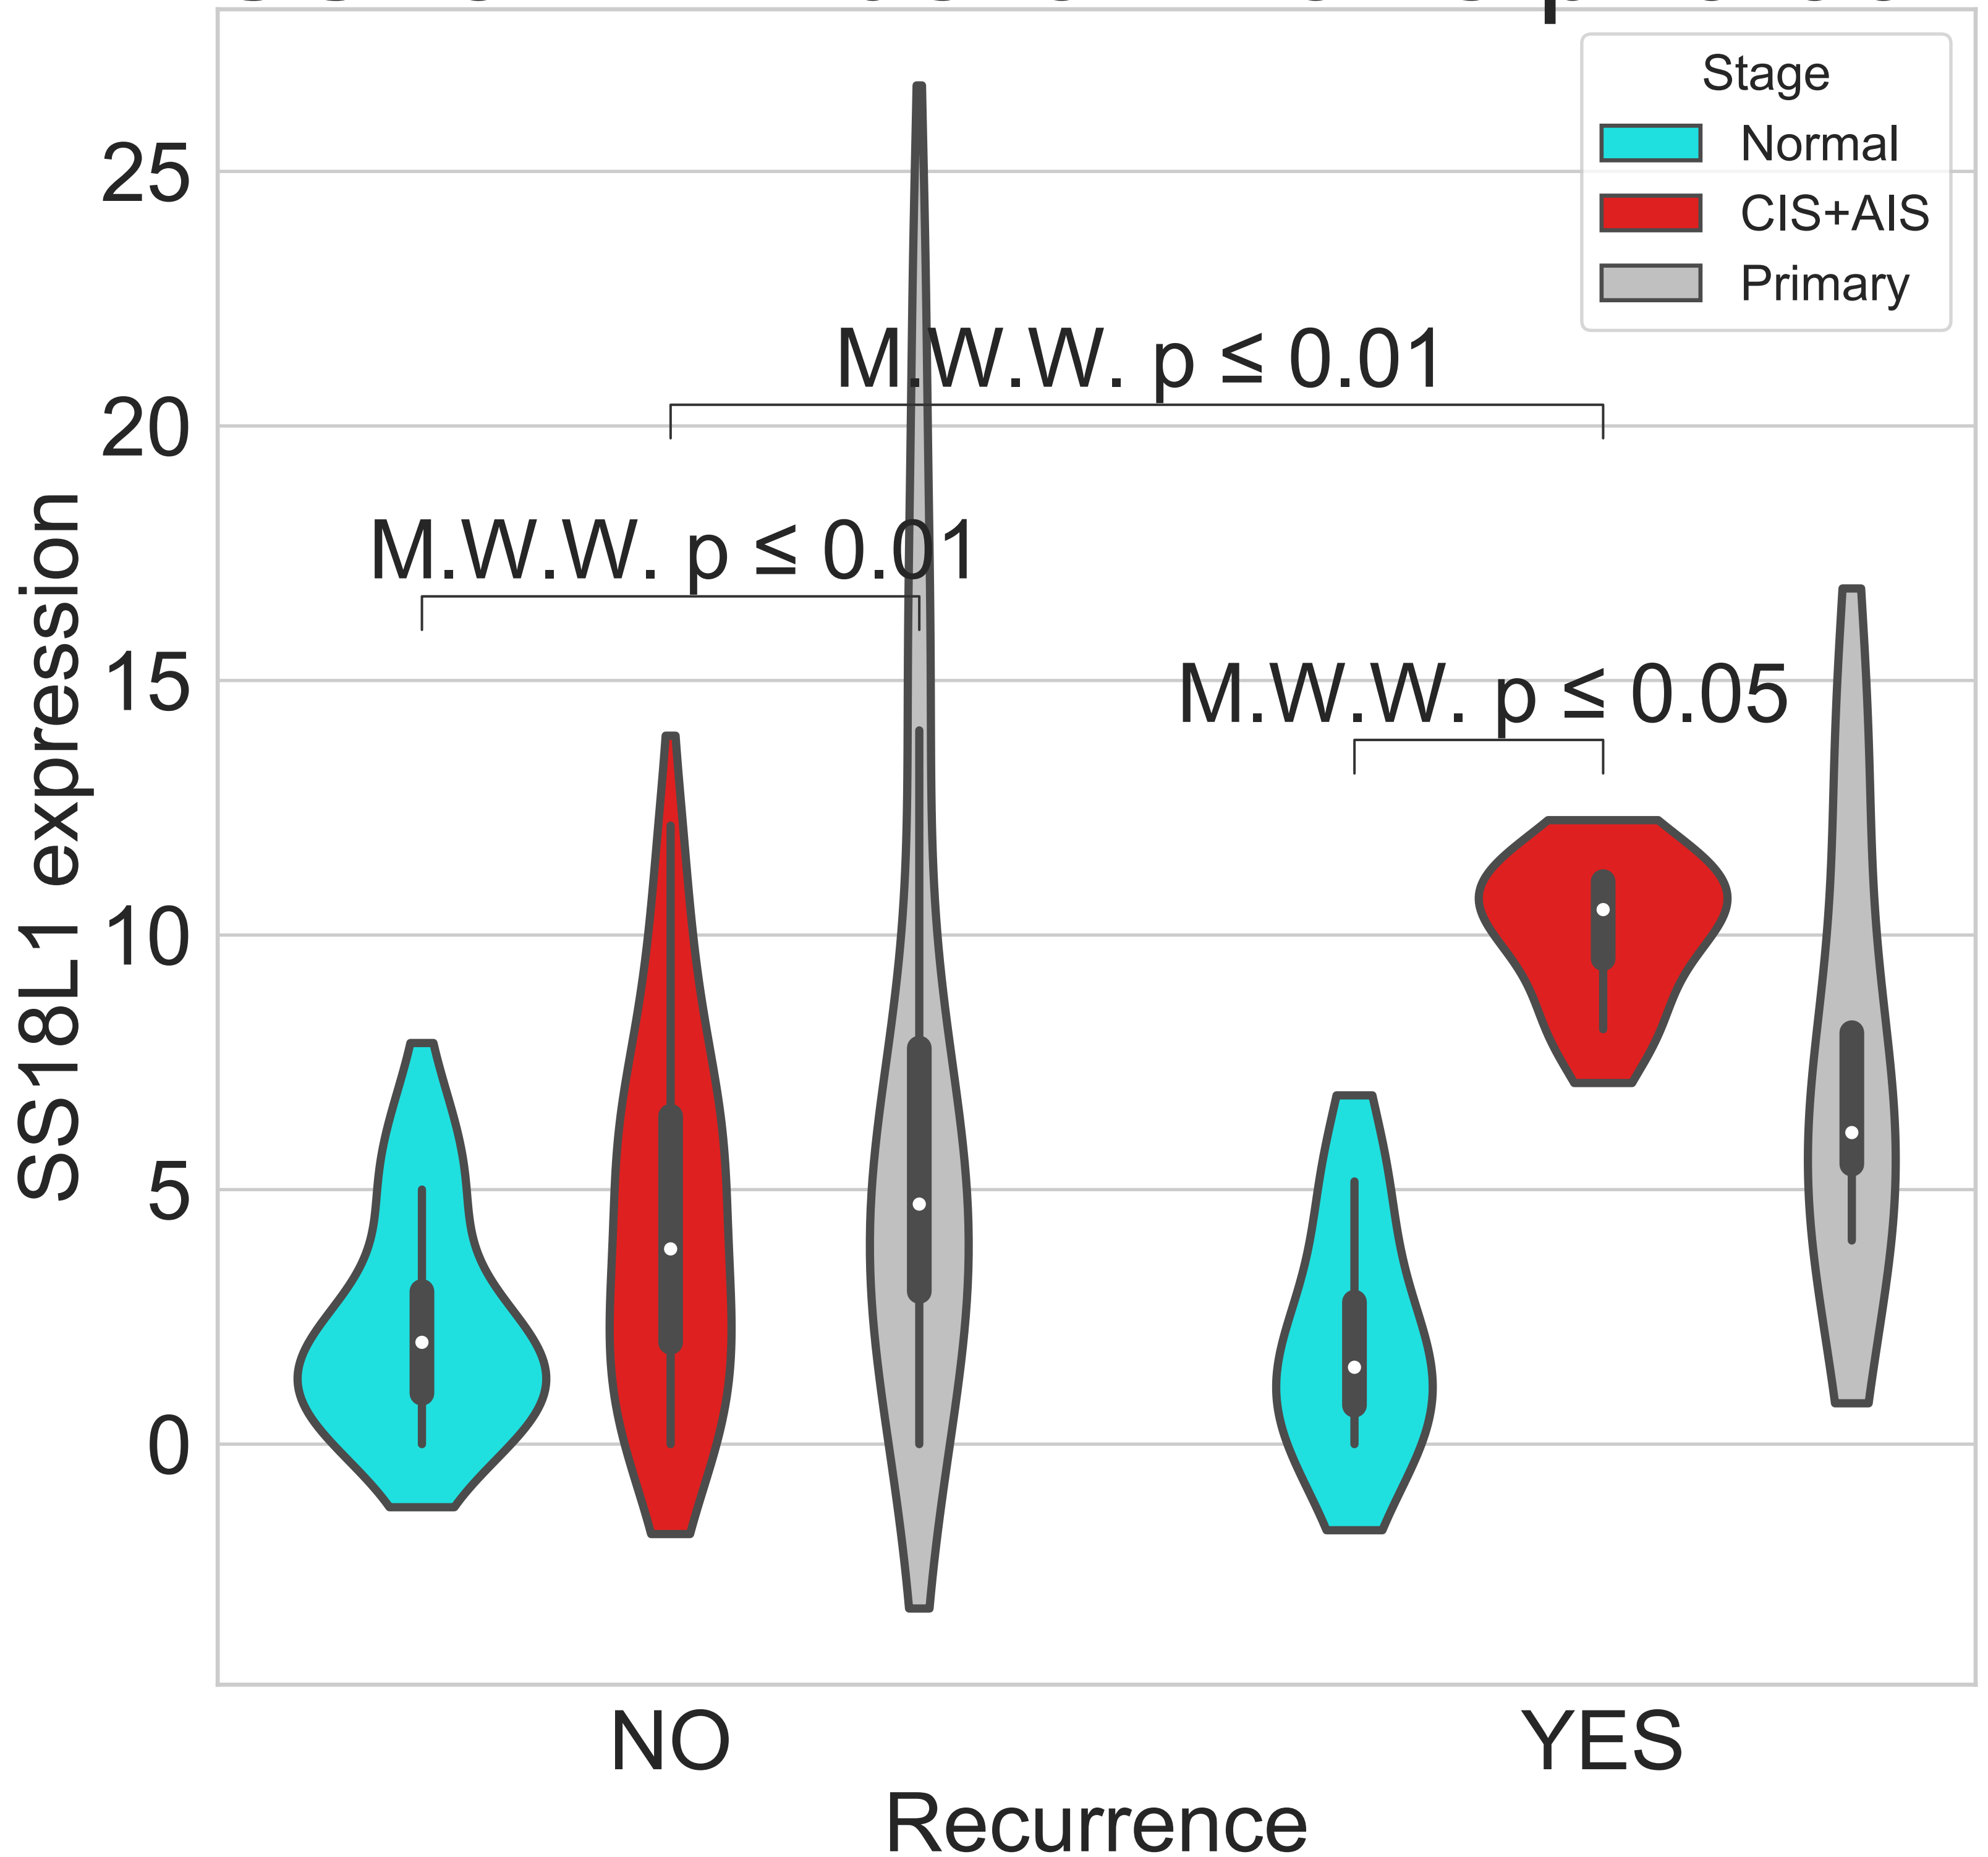 Stage
Normal
CIS+AIS
Primary
25
20
15
10
5
0
SS18L1 expression
M.W.W. p ≤ 0.01
M.W.W. p ≤ 0.01
M.W.W. p ≤ 0.05
NO
YES
Recurrence